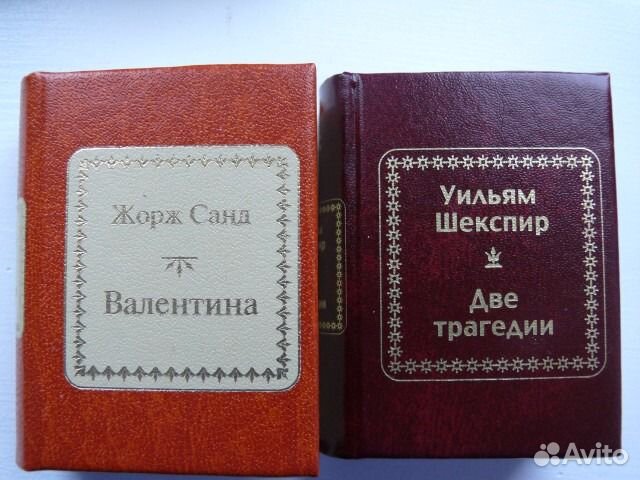 Жорж Санд
Валентина
Уильям
Шекспир
Две
трагедии
Avito